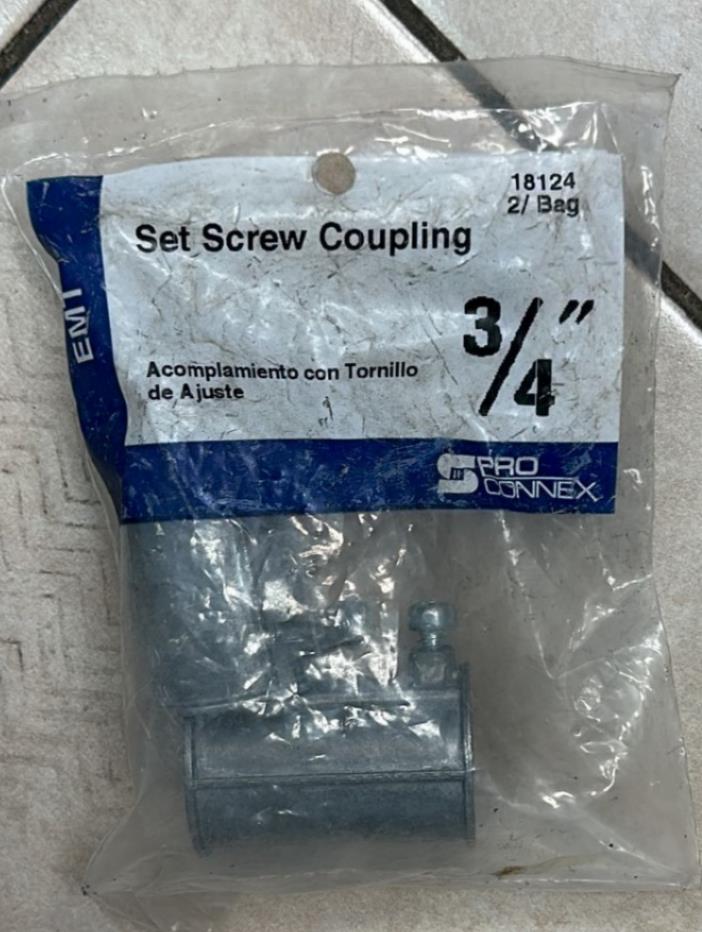 18124
2/ Bag
Set Screw Coupling
EMT
3/4"
Acomplamiento con Tornillo
de Ajuste
PRO
CONNEX